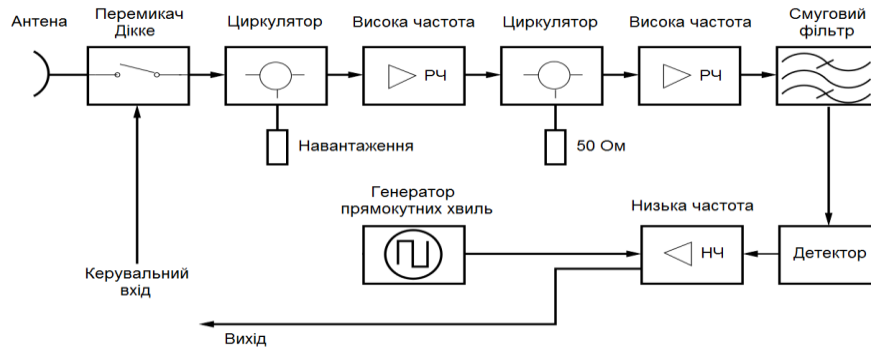 Антена
Перемикач
Дікке
Циркулятор
Висока частота
Циркулятор
Висока частота
Смуговий
фільтр
РЧ
РЧ
Навантаження
50 Ом
Генератор
прямокутних хвиль
Низька частота
НЧ
Детектор
Керувальний
вхід
Вихід